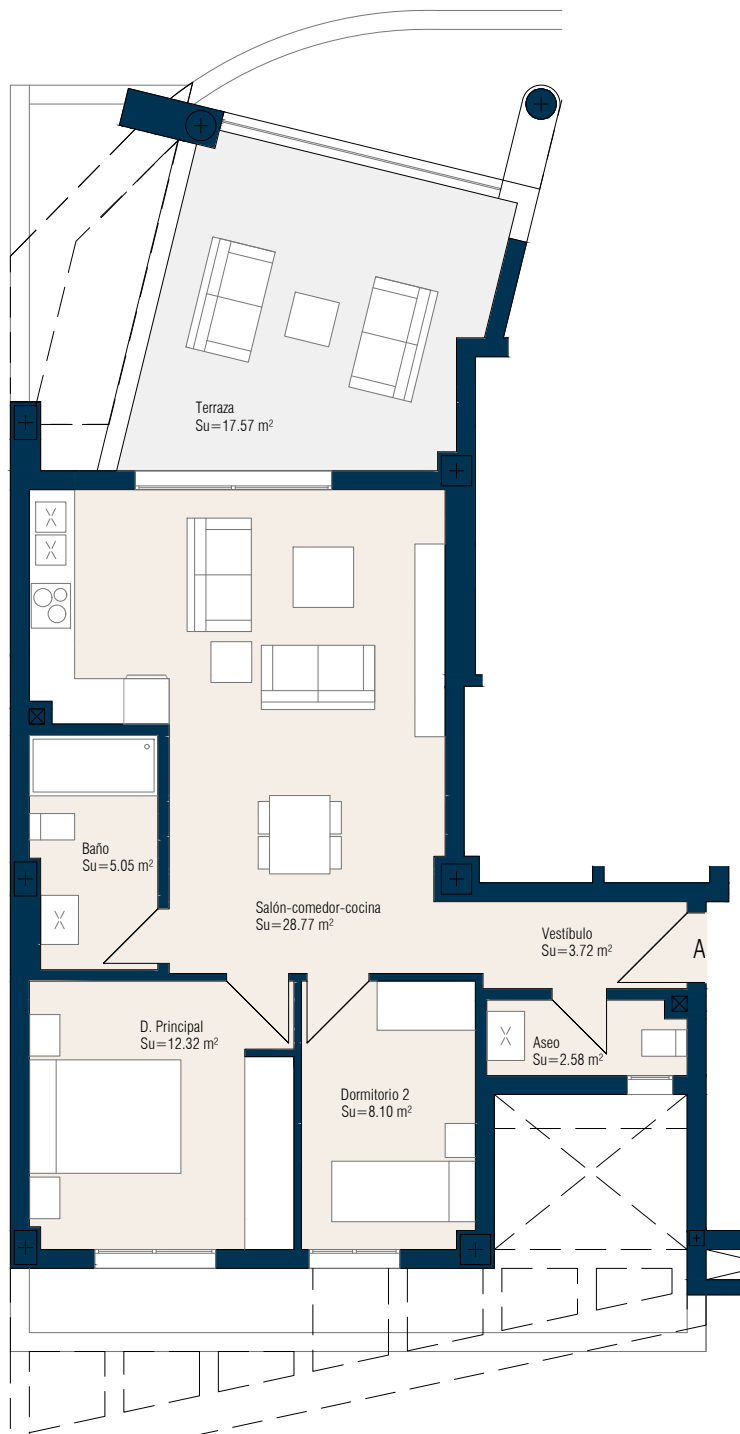 Terraza
Su=17.57 m²
Baño
Su=5.05 m²
Salón-comedor-cocina
Su=28.77 m²
Vestíbulo
Su=3.72 m²
A
D. Principal
Su=12.32 m²
Aseo
Su=2.58 m²
Dormitorio 2
Su=8.10 m²